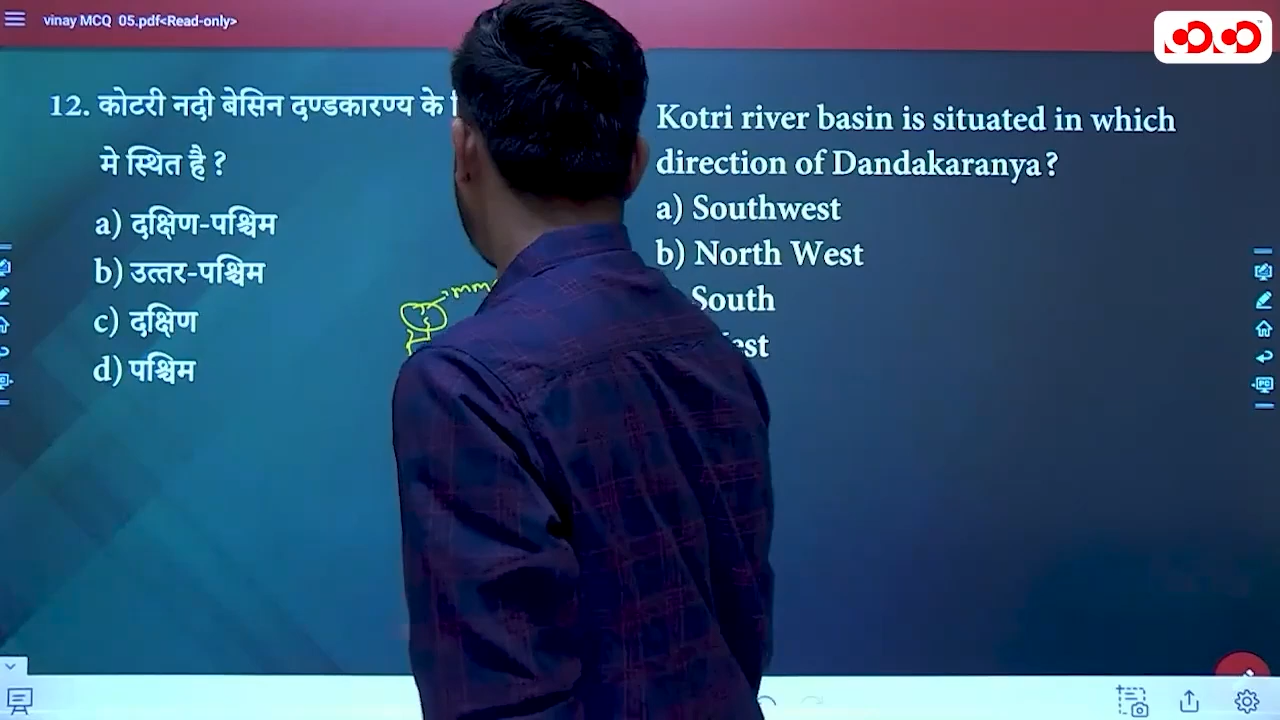 vinay MCQ 05.pdf<Read-only>
12. कोटरी नदी बेसिन दण्डकारण्य के
मे स्थित है ?
a) दक्षिण-पश्चिम
b) उत्तर-पश्चिम
c) दक्षिण
d) पश्चिम
Kotri river basin is situated in which
direction of Dandakaranya?
a) Southwest
b) North West
South